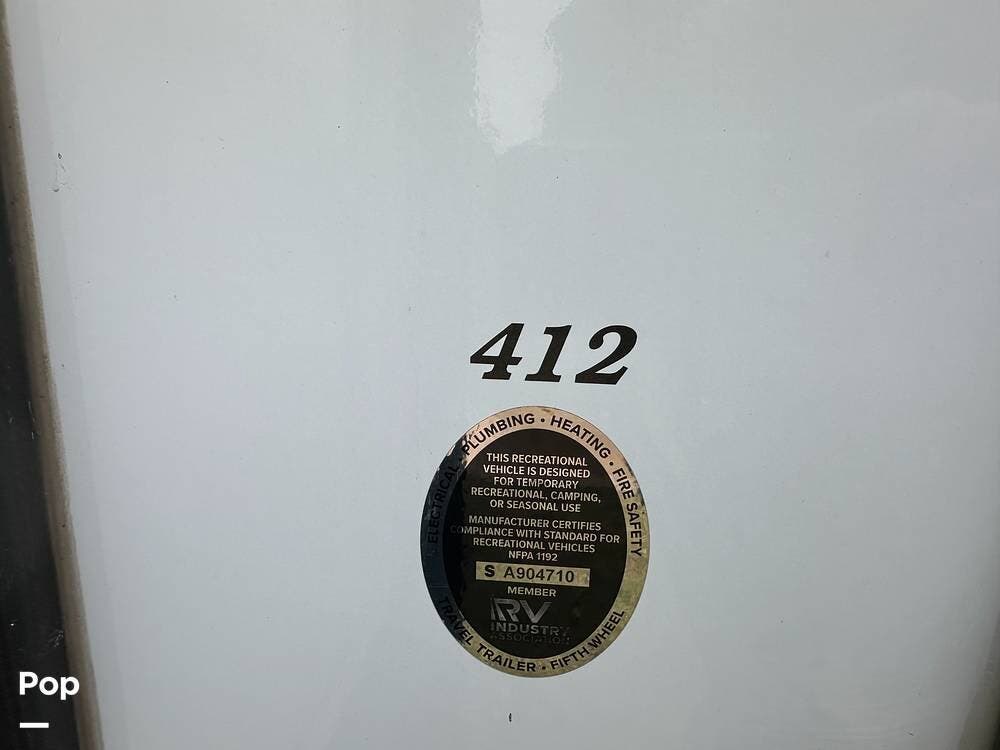 412
ELECTRICAL · PLUMBING · HEATING · FIRE SAFETY
THIS RECREATIONAL
VEHICLE IS DESIGNED
FOR TEMPORARY
RECREATIONAL, CAMPING,
OR SEASONAL USE
MANUFACTURER CERTIFIES
COMPLIANCE WITH STANDARD FOR
RECREATIONAL VEHICLES
NFPA 1192
S A904710
MEMBER
RV
INDUSTRY
ASSOCIATION
TRAVEL TRAILER · FIFTH WHEEL
Pop